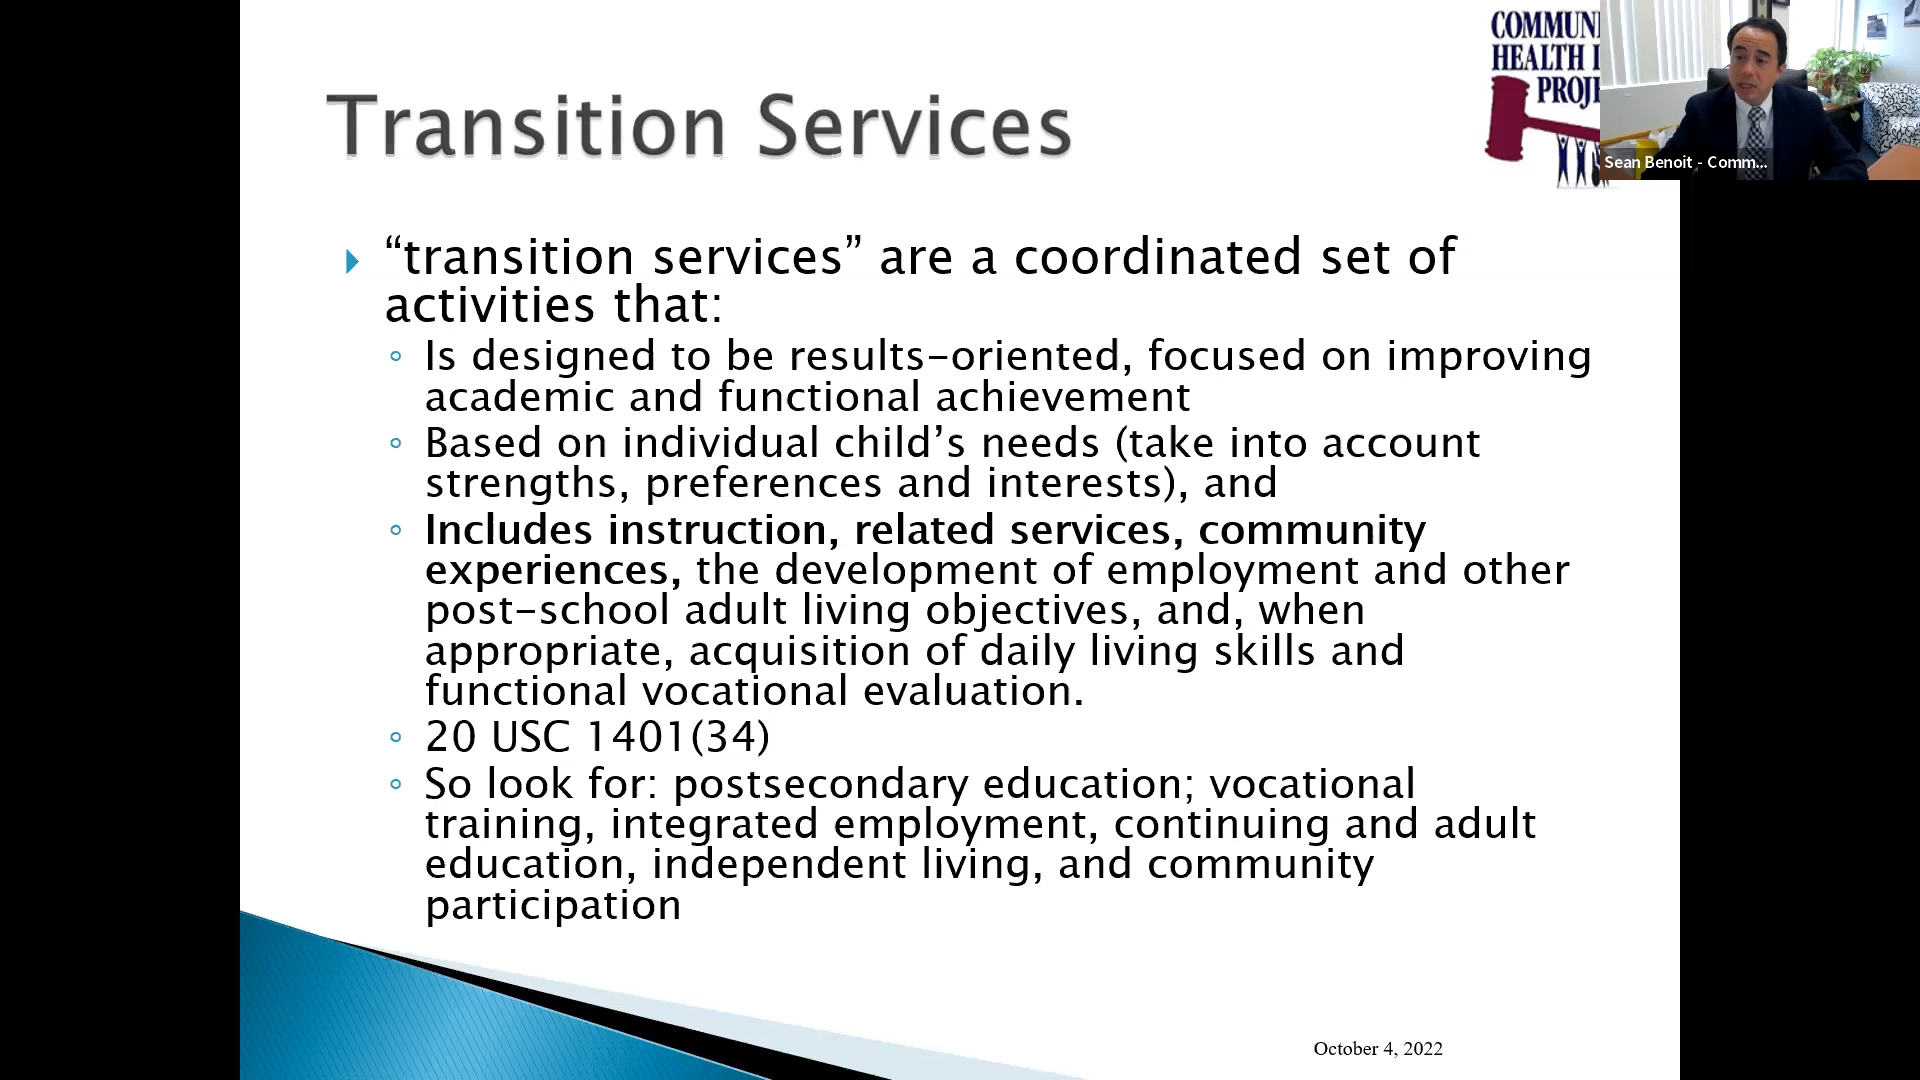 Transition Services
COMMUN
HEALTH
PROJE
Sean Benoit - Comm...
“transition services” are a coordinated set of
activities that:
Is designed to be results-oriented, focused on improving
academic and functional achievement
Based on individual child’s needs (take into account
strengths, preferences and interests), and
Includes instruction, related services, community
experiences, the development of employment and other
post-school adult living objectives, and, when
appropriate, acquisition of daily living skills and
functional vocational evaluation.
20 USC 1401(34)
So look for: postsecondary education; vocational
training, integrated employment, continuing and adult
education, independent living, and community
participation
October 4, 2022